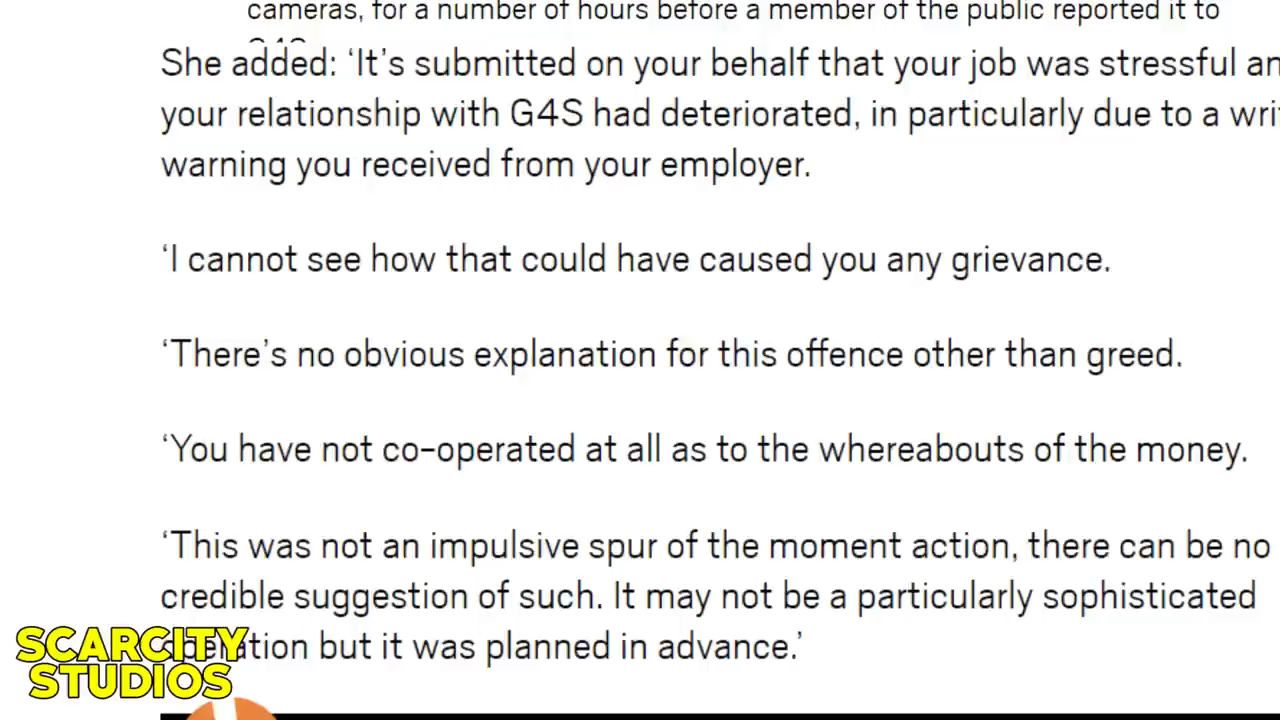 cameras, for a number of hours before a member of the public reported it to
She added: ‘It’s submitted on your behalf that your job was stressful
your relationship with G4S had deteriorated, in particularly due to a
warning you received from your employer.
‘I cannot see how that could have caused you any grievance.
‘There’s no obvious explanation for this offence other than greed.
‘You have not co-operated at all as to the whereabouts of the money.
‘This was not an impulsive spur of the moment action, there can be no
credible suggestion of such. It may not be a particularly sophisticated
operation but it was planned in advance.’
SCARCITY
STUDIOS